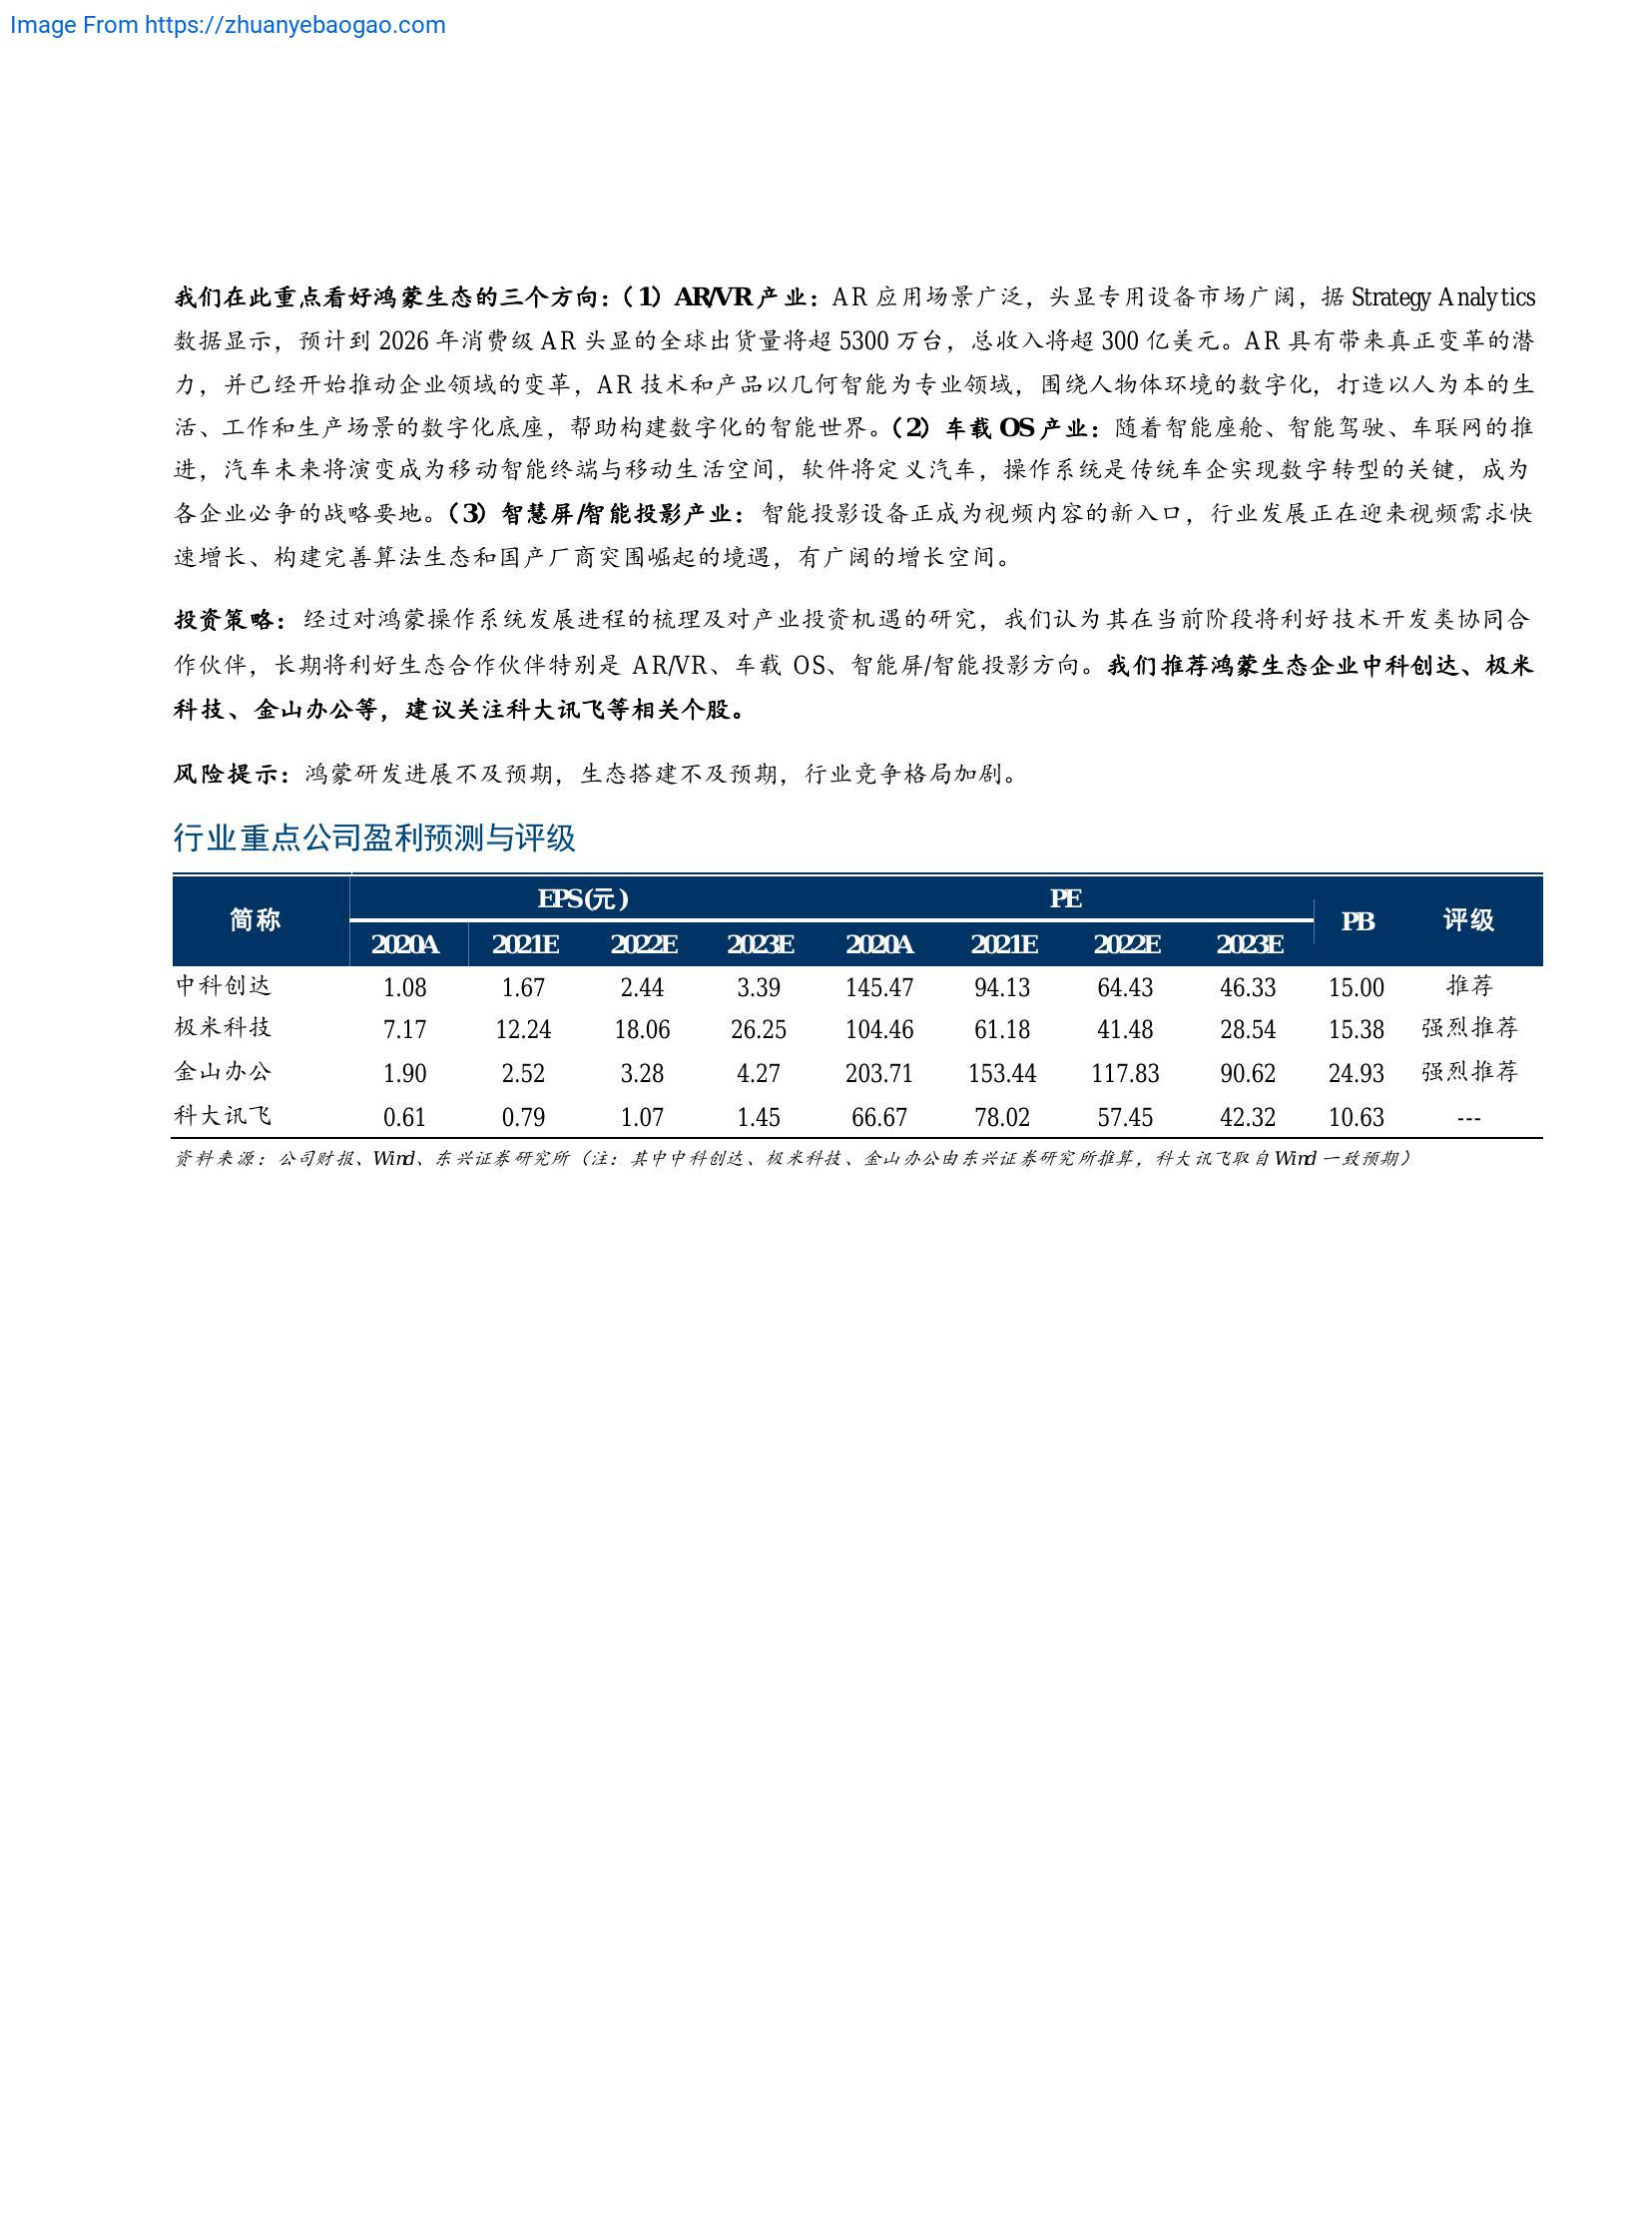 Image From https://zhuanyebaogao.com
我们在此重点看好鸿蒙生态的三个方向：（1）AR/VR 产业：AR 应用场景广泛，头显专用设备市场广阔，据 Strategy Analytics
数据显示，预计到 2026 年消费级 AR 头显的全球出货量将超 5300 万台，总收入将超 300 亿美元。AR 具有带来真正变革的潜
力，并已经开始推动企业领域的变革，AR 技术和产品以几何智能为专业领域，围绕人物体环境的数字化，打造以人为本的生
活、工作和生产场景的数字化底座，帮助构建数字化的智能世界。（2）车载 OS 产业：随着智能座舱、智能驾驶、车联网的推
进，汽车未来将演变成为移动智能终端与移动生活空间，软件将定义汽车，操作系统是传统车企实现数字转型的关键，成为
各企业必争的战略要地。（3）智慧屏/智能投影产业：智能投影设备正成为视频内容的新入口，行业发展正在迎来视频需求快
速增长、构建完善算法生态和国产厂商突围崛起的境遇，有广阔的增长空间。
投资策略：经过对鸿蒙操作系统发展进程的梳理及对产业投资机遇的研究，我们认为其在当前阶段将利好技术开发类协同合
作伙伴，长期将利好生态合作伙伴特别是 AR/VR、车载 OS、智能屏/智能投影方向。我们推荐鸿蒙生态企业中科创达、极米
科技、金山办公等，建议关注科大讯飞等相关个股。
风险提示：鸿蒙研发进展不及预期，生态搭建不及预期，行业竞争格局加剧。
行业重点公司盈利预测与评级
简称 EPS(元) PE PB 评级
2020A 2021E 2022E 2023E 2020A 2021E 2022E 2023E
中科创达 1.08 1.67 2.44 3.39 145.47 94.13 64.43 46.33 15.00 推荐
极米科技 7.17 12.24 18.06 26.25 104.46 61.18 41.48 28.54 15.38 强烈推荐
金山办公 1.90 2.52 3.28 4.27 203.71 153.44 117.83 90.62 24.93 强烈推荐
科大讯飞 0.61 0.79 1.07 1.45 66.67 78.02 57.45 42.32 10.63 ---
资料来源：公司财报、Wind、东兴证券研究所（注：其中中科创达、极米科技、金山办公由东兴证券研究所推算，科大讯飞取自 Wind 一致预期）